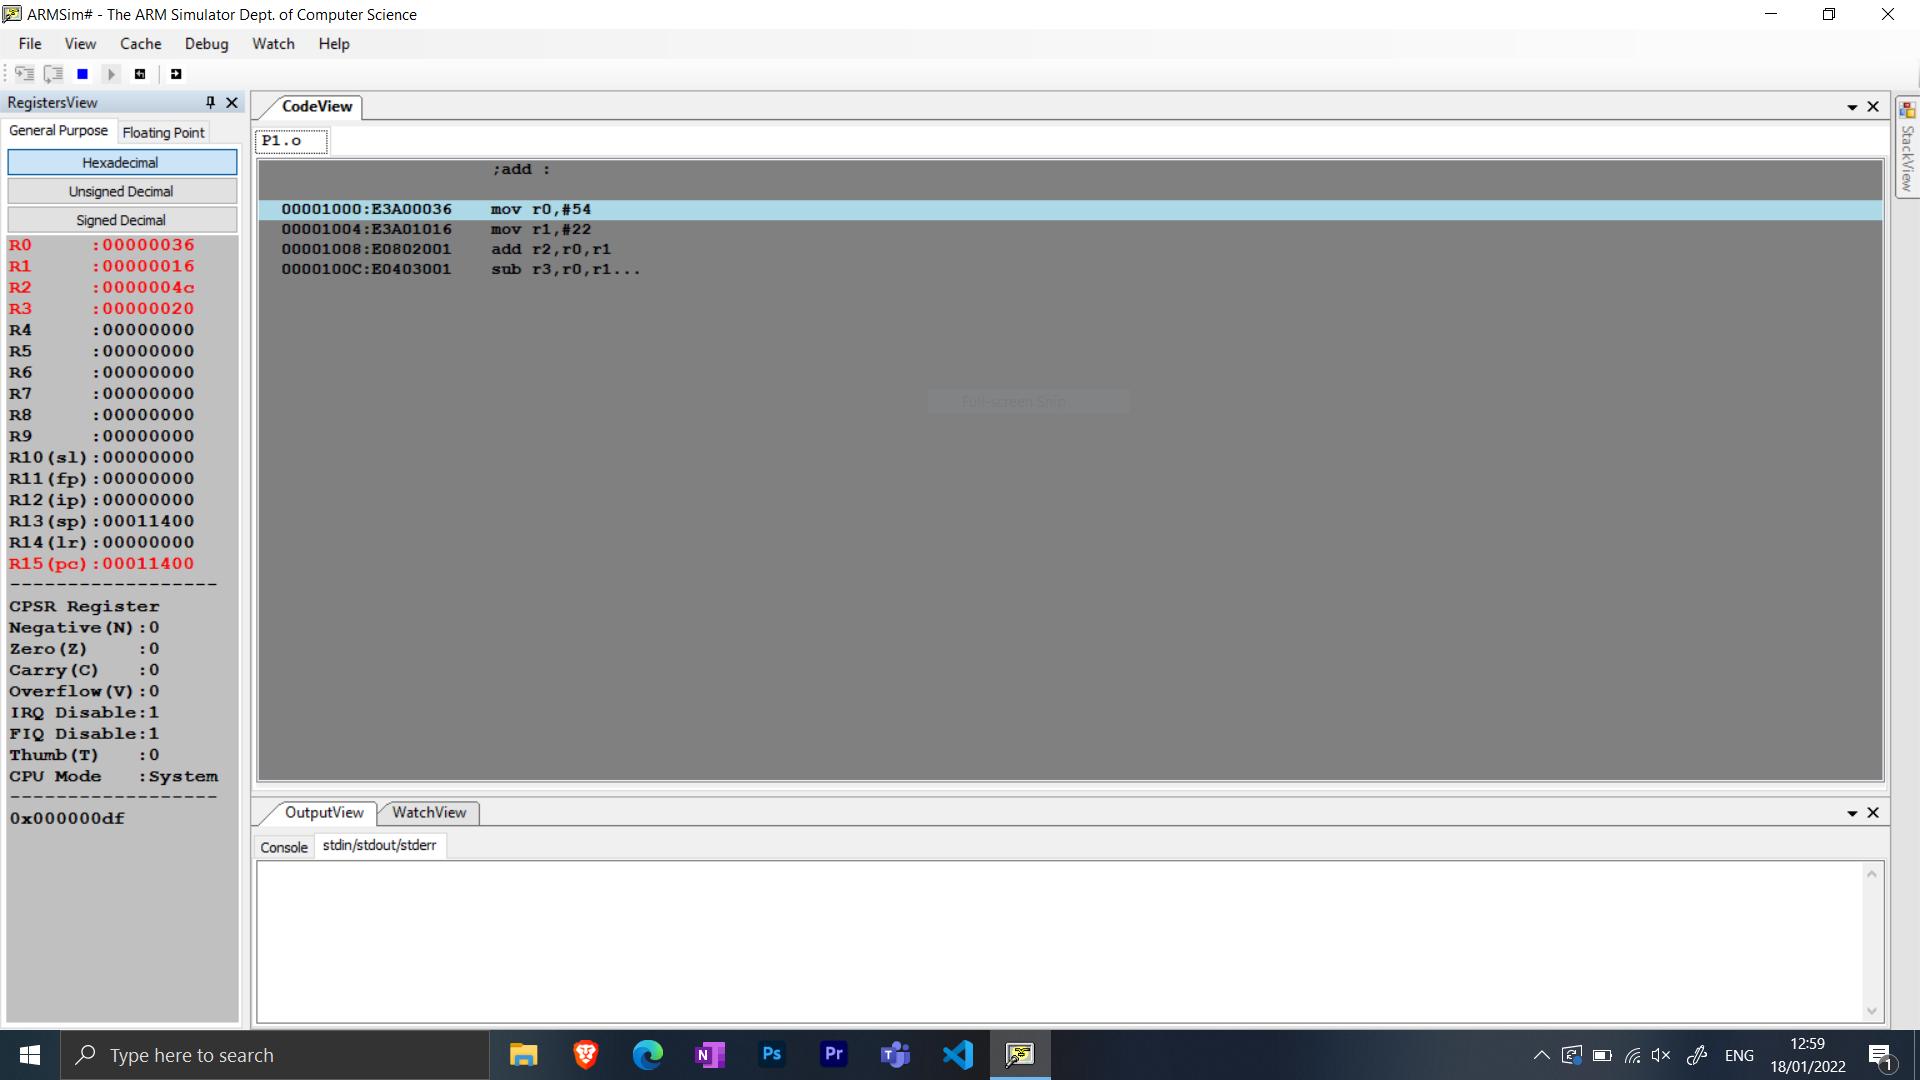 ARMSim# - The ARM Simulator Dept. of Computer Science
File View Cache Debug Watch Help
RegistersView
General Purpose Floating Point
Hexadecimal
Unsigned Decimal
Signed Decimal
R0 :00000036
R1 :00000016
R2 :0000004c
R3 :00000020
R4 :00000000
R5 :00000000
R6 :00000000
R7 :00000000
R8 :00000000
R9 :00000000
R10(sl):00000000
R11(fp):00000000
R12(ip):00000000
R13(sp):00011400
R14(lr):00000000
R15(pc):00011400
------------------
CPSR Register
Negative(N):0
Zero(Z) :0
Carry(C) :0
Overflow(V):0
IRQ Disable:1
FIQ Disable:1
Thumb(T) :0
CPU Mode :System
------------------
0x000000df
CodeView
P1.o
;add :
00001000:E3A00036 mov r0,#54
00001004:E3A01016 mov r1,#22
00001008:E0802001 add r2,r0,r1
0000100C:E0403001 sub r3,r0,r1...
Full-screen Snip
StackView
OutputView WatchView
Console stdin/stdout/stderr
Type here to search
N
Ps
Pr
T
ENG
12:59
18/01/2022
1